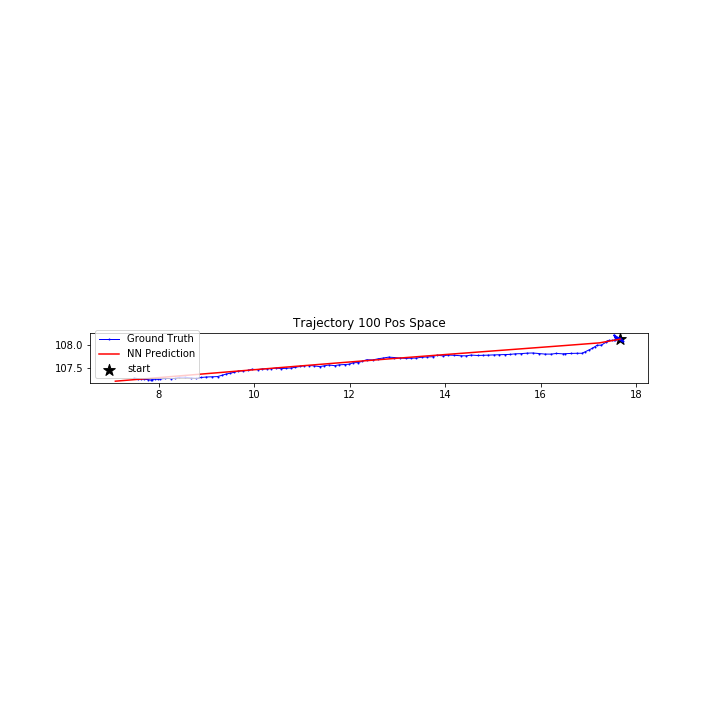 Trajectory 100 Pos Space
Ground Truth
NN Prediction
start
108.0
107.5
8 10 12 14 16 18